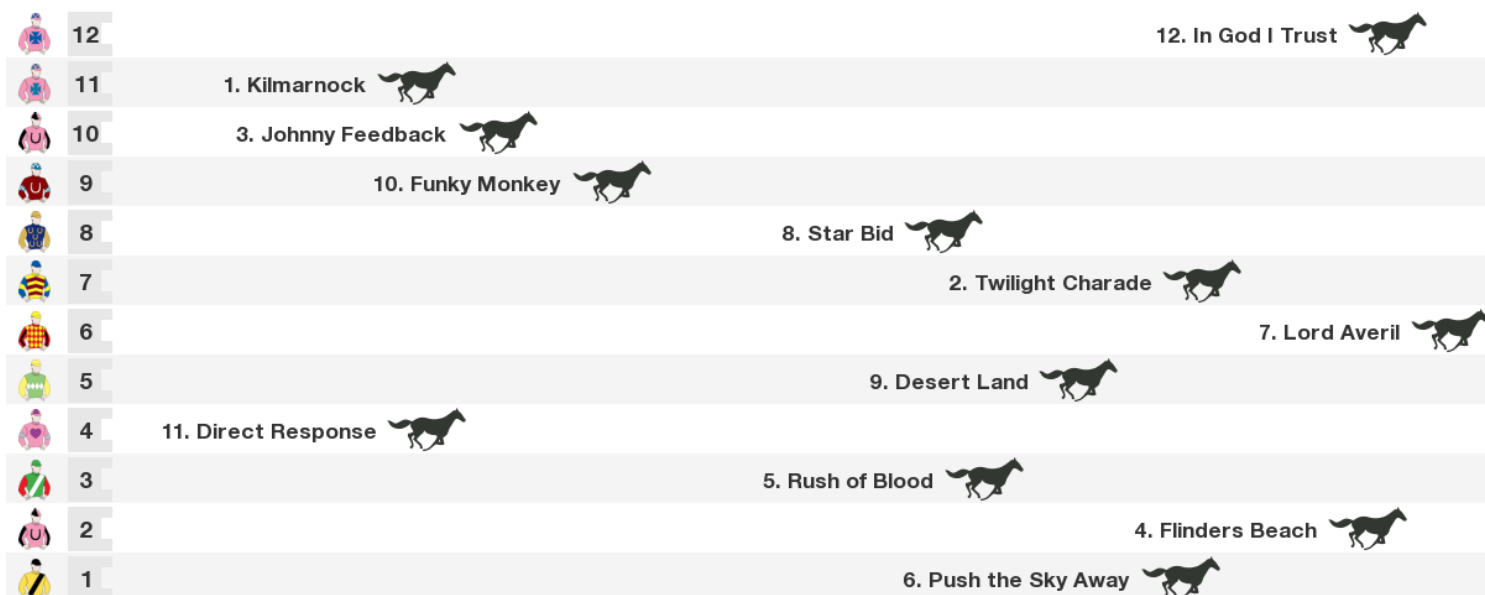 12 12. In God I Trust
11 1. Kilmarnock
10 3. Johnny Feedback
9 10. Funky Monkey
8 8. Star Bid
7 2. Twilight Charade
6 7. Lord Averil
5 9. Desert Land
4 11. Direct Response
3 5. Rush of Blood
2 4. Flinders Beach
1 6. Push the Sky Away